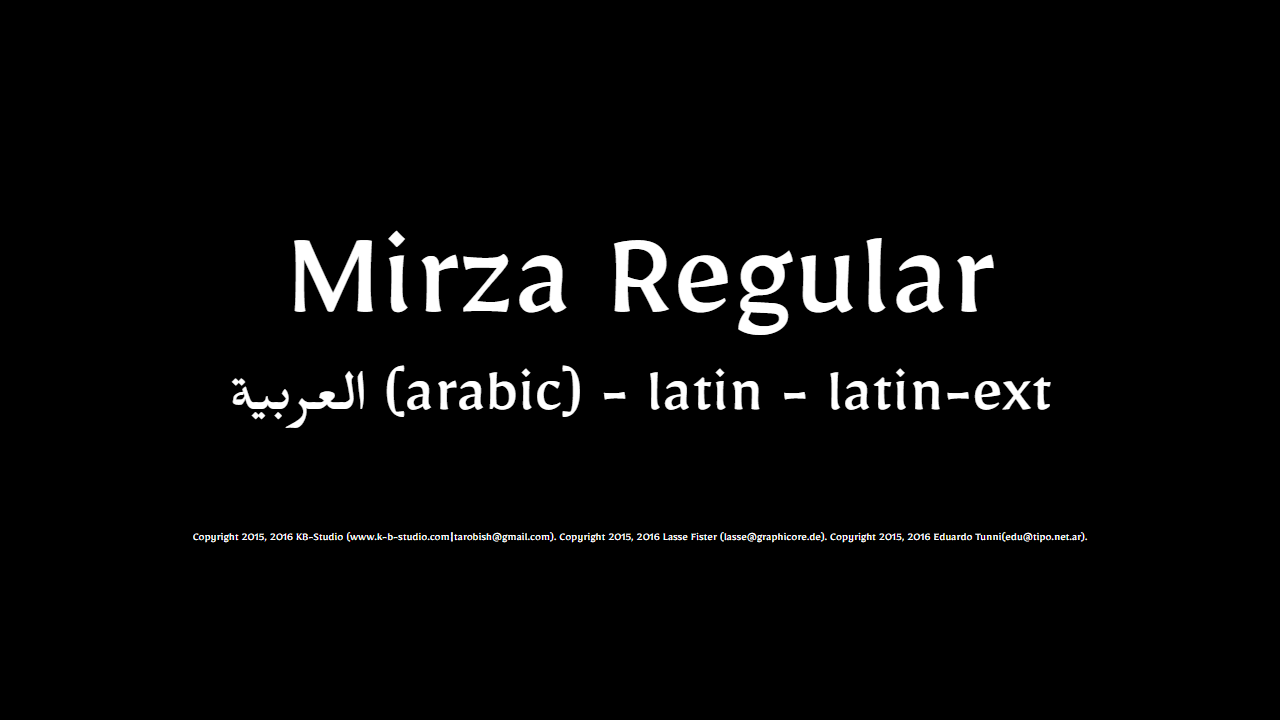 Mirza Regular
العربية (arabic) - latin - latin-ext
Copyright 2015, 2016 KB-Studio (www.k-b-studio.com|tarobish@gmail.com). Copyright 2015, 2016 Lasse Fister (lasse@graphicore.de). Copyright 2015, 2016 Eduardo Tunni(edu@tipo.net.ar).